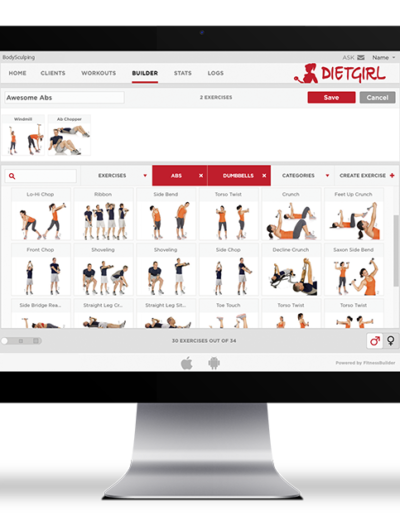 BodySculping
ASK Name
HOME CLIENTS WORKOUTS BUILDER STATS LOGS
DIETGIRL
Awesome Abs 2 EXERCISES Save Cancel
Windmill Ab Chopper
EXERCISES ABS × DUMBBELLS × CATEGORIES CREATE EXERCISE +
Lo-Hi Chop Ribbon Side Bend Torso Twist Crunch Feet Up Crunch
Front Chop Shoveling Shoveling Side Chop Decline Crunch Saxon Side Bend
Side Bridge Rea... Straight Leg Cr... Straight Leg Sit... Toe Touch Torso Twist Torso Twist
30 EXERCISES OUT OF 34
Powered by FitnessBuilder